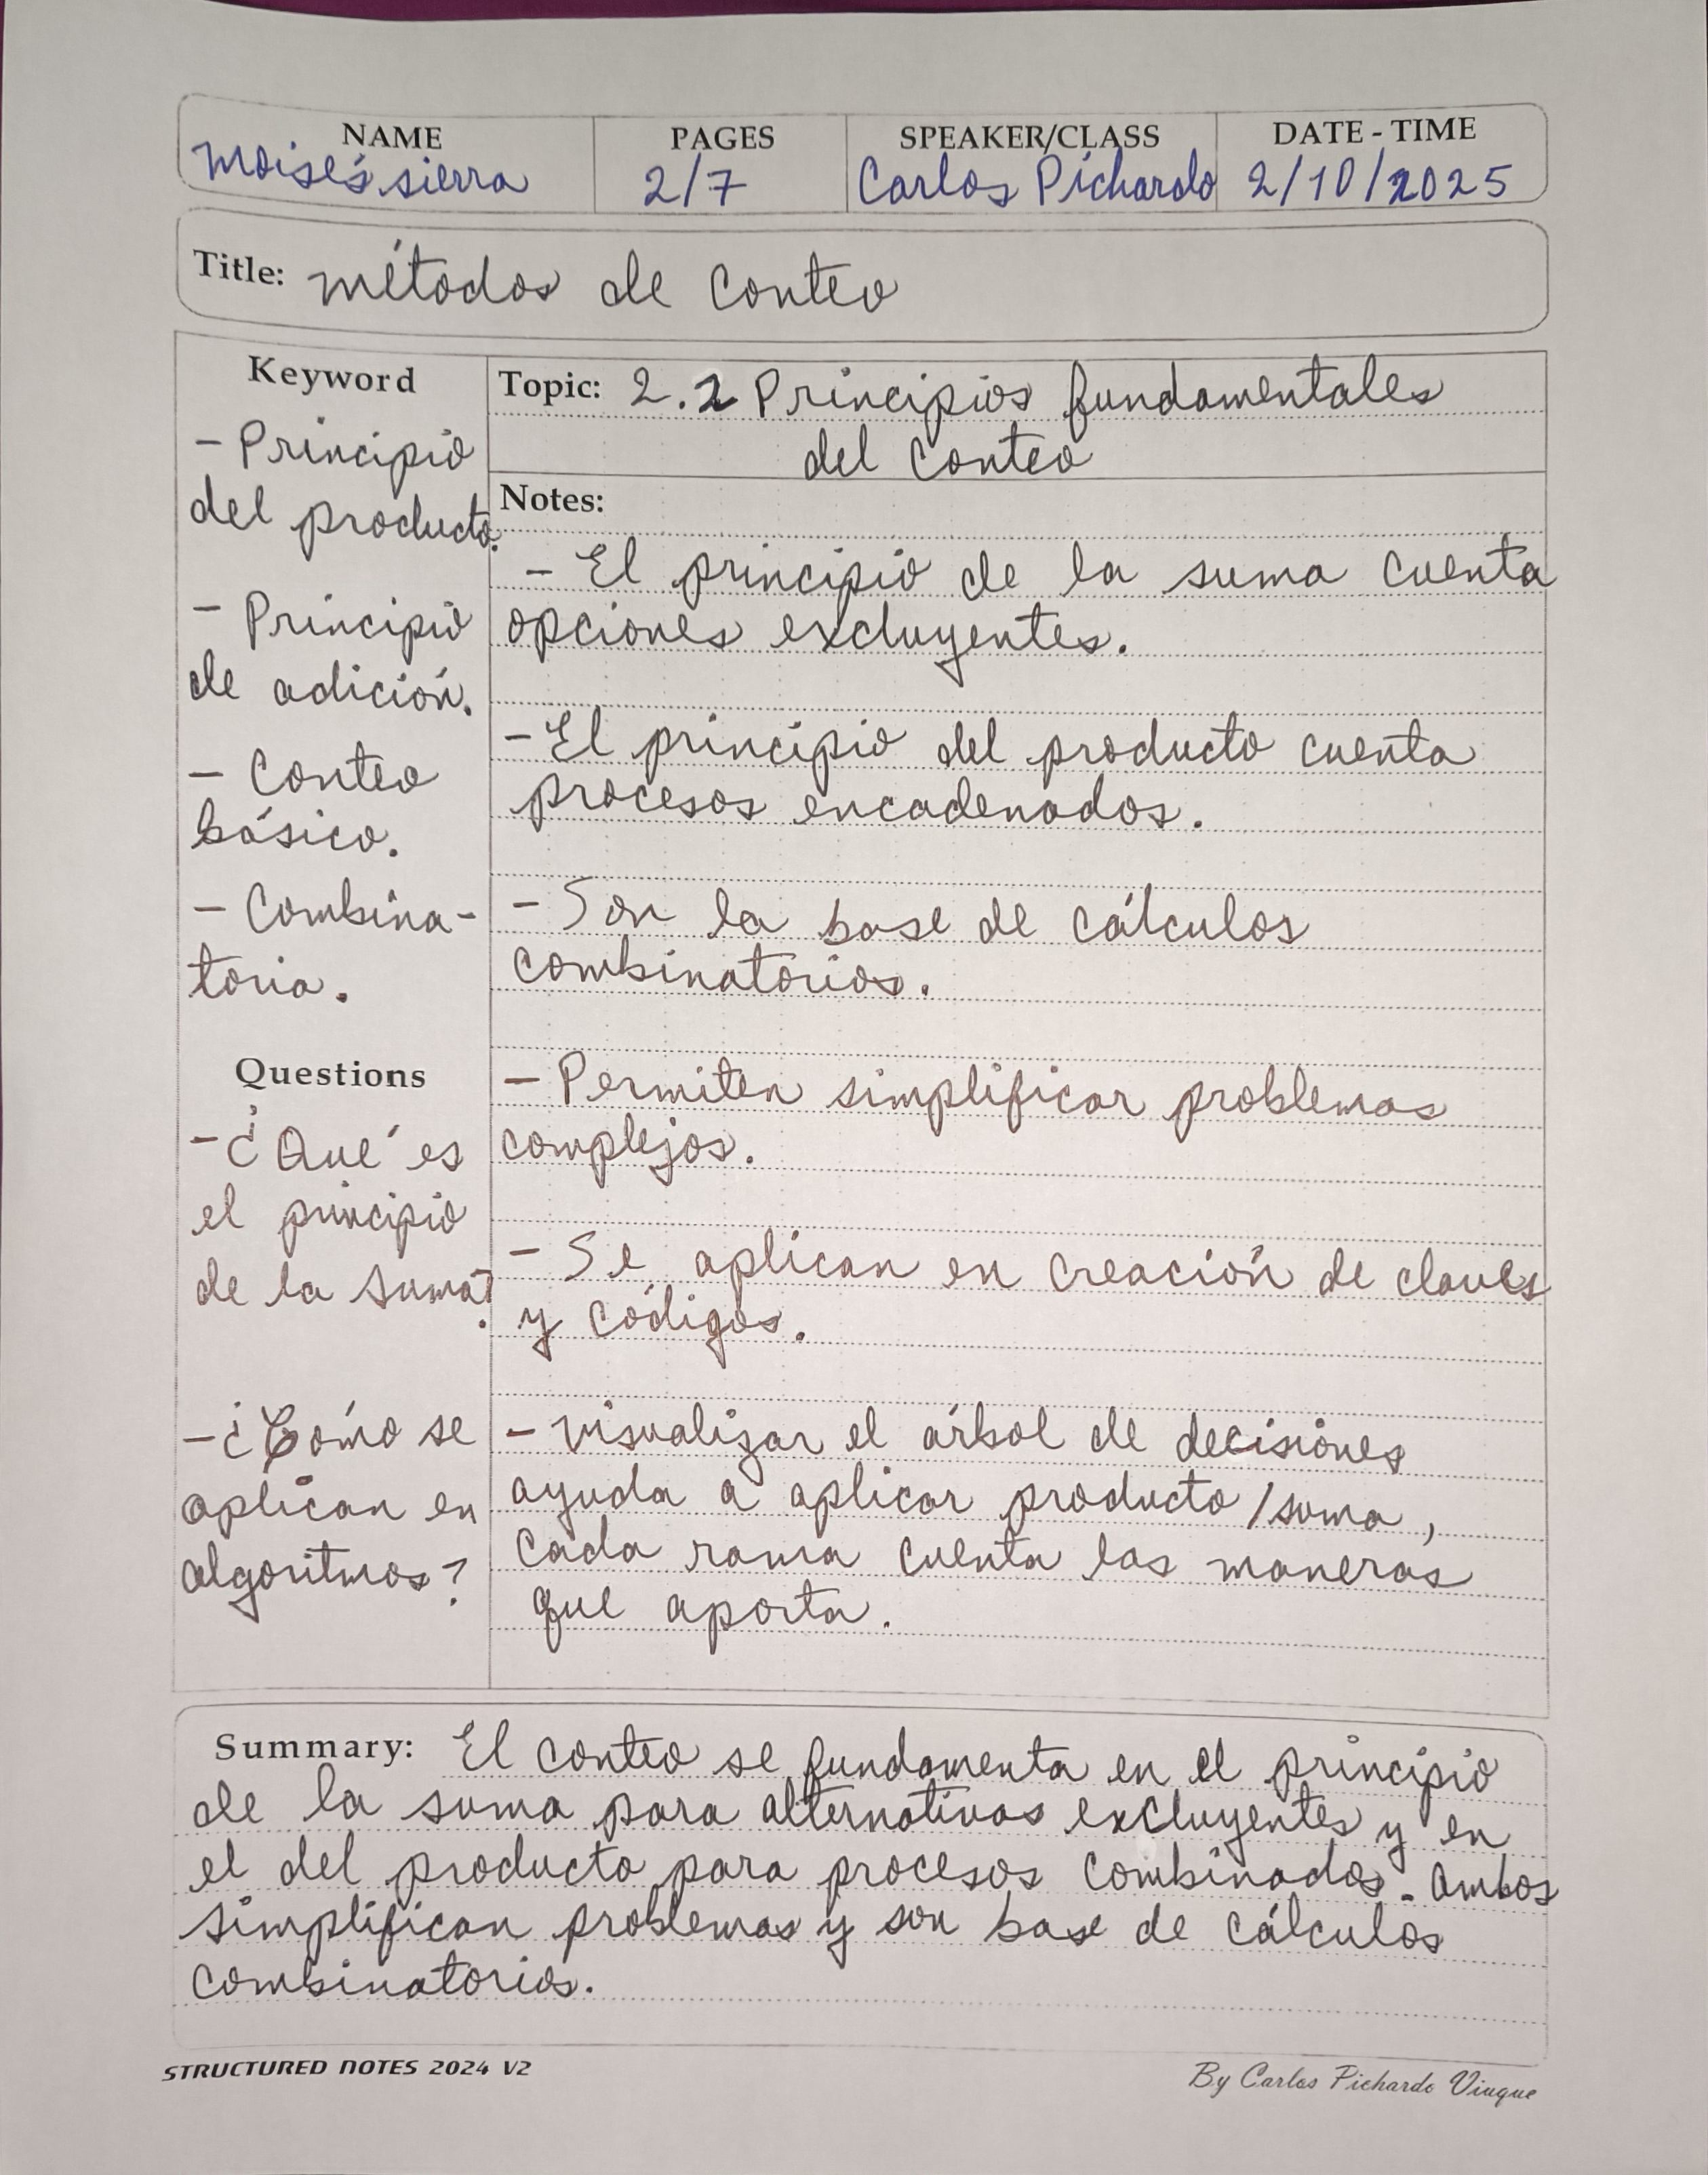 NAME PAGES SPEAKER/CLASS DATE - TIME
Moisés sierra 2/7 Carlos Pichardo 2/10/2025
Title: métodos de conteo
Keyword
- Principio
del producto.
- Principio
de adición.
- Conteo
básico.
- Combina-
toria.
Questions
- ¿Qué es
el principio
de la suma?
- ¿Cómo se
aplican en
algoritmos?
Topic: 2.2 Principios fundamentales
del conteo
Notes:
- El principio de la suma cuenta
opciones excluyentes.
- El principio del producto cuenta
procesos encadenados.
- Son la base de cálculos
combinatorios.
- Permiten simplificar problemas
complejos.
- Se aplican en creación de claves
y códigos.
- visualizar el árbol de decisiones
ayuda a aplicar producto/suma,
cada rama cuenta las maneras
que aporta.
Summary: El conteo se fundamenta en el principio
de la suma para alternativas excluyentes y en
el del producto para procesos combinados. ambos
simplifican problemas y son base de cálculos
combinatorios.
STRUCTURED NOTES 2024 V2
By Carlos Pichardo Viuque